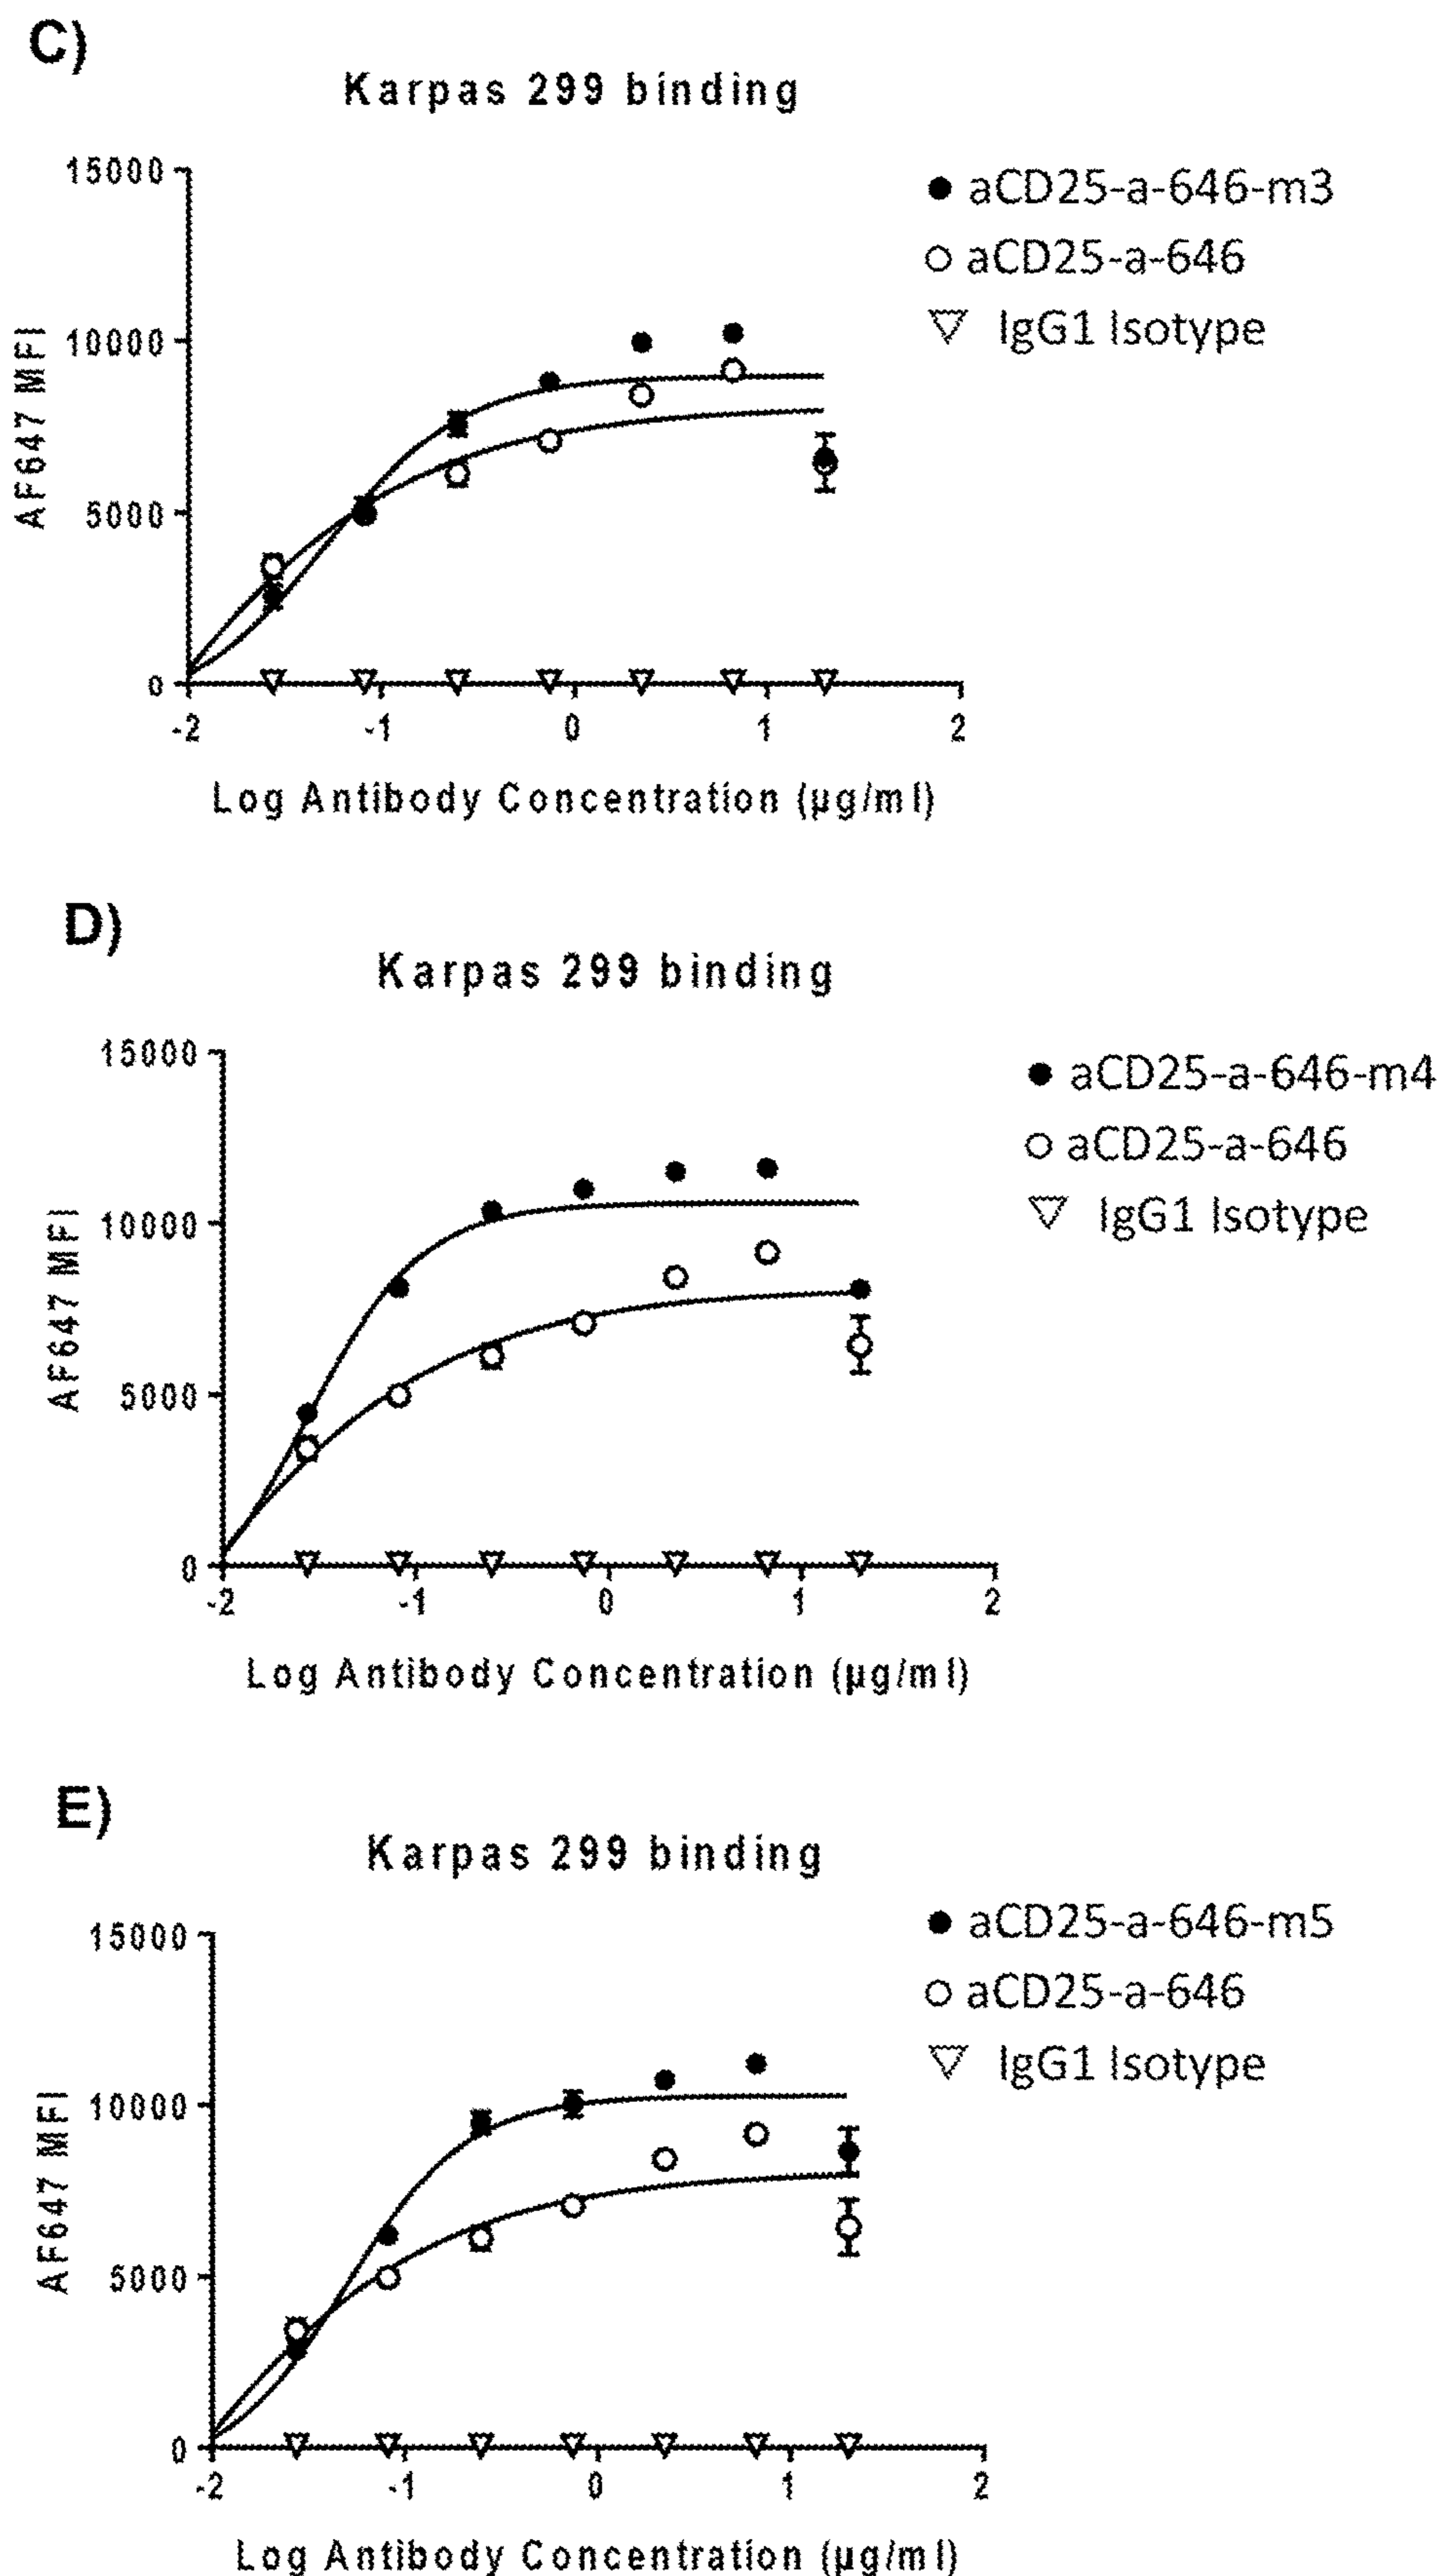 C)
Karpas 299 binding
15000
10000
5000
0
AF647 MFI
-2 -1 0 1 2
Log Antibody Concentration (µg/ml)
aCD25-a-646-m3
aCD25-a-646
IgG1 Isotype
D)
Karpas 299 binding
15000
10000
5000
0
AF647 MFI
-2 -1 0 1 2
Log Antibody Concentration (µg/ml)
aCD25-a-646-m4
aCD25-a-646
IgG1 Isotype
E)
Karpas 299 binding
15000
10000
5000
0
AF647 MFI
-2 -1 0 1 2
Log Antibody Concentration (µg/ml)
aCD25-a-646-m5
aCD25-a-646
IgG1 Isotype